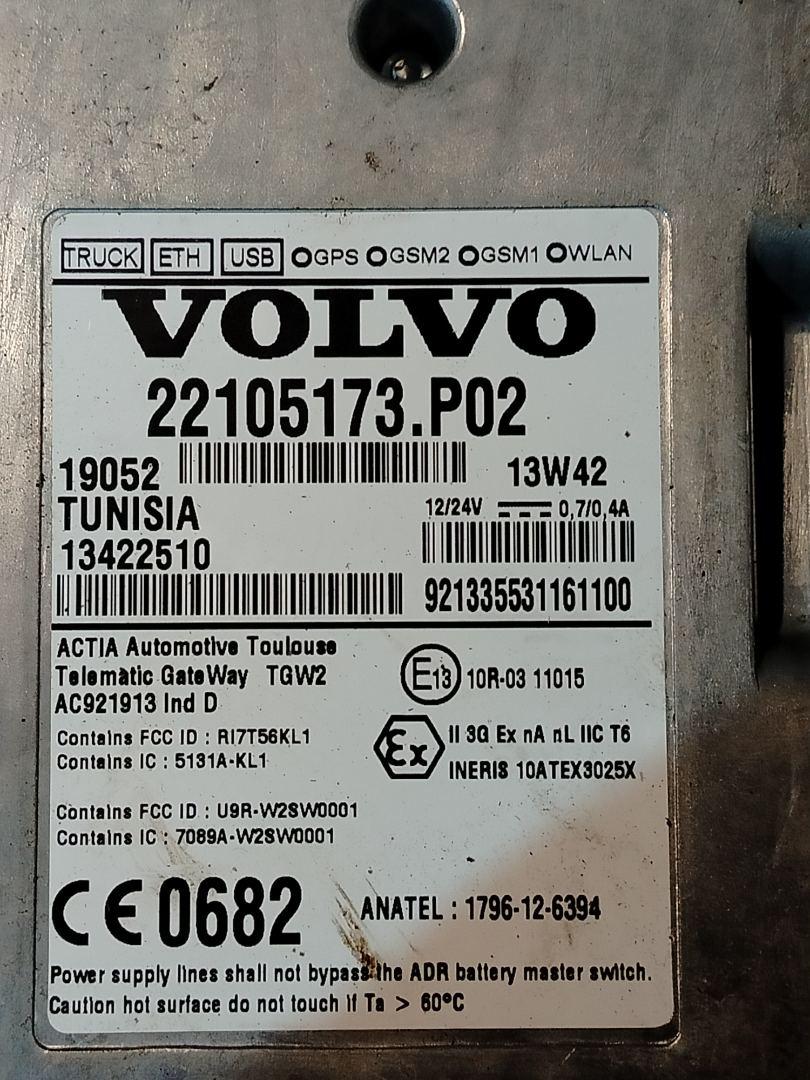 TRUCK ETH USB GPS GSM2 GSM1 WLAN
VOLVO
22105173.P02
19052 13W42
TUNISIA 12/24V 0,7/0,4A
13422510
921335531161100
ACTIA Automotive Toulouse
Telematic GateWay TGW2
AC921913 Ind D
E13 10R-03 11015
Contains FCC ID : RI7T56KL1
Contains IC : 5131A-KL1
Ex II 3G Ex nA nL IIC T6
INERIS 10ATEX3025X
Contains FCC ID : U9R-W2SW0001
Contains IC : 7089A-W2SW0001
CE 0682 ANATEL : 1796-12-6394
Power supply lines shall not bypass the ADR battery master switch.
Caution hot surface do not touch if Ta > 60°C